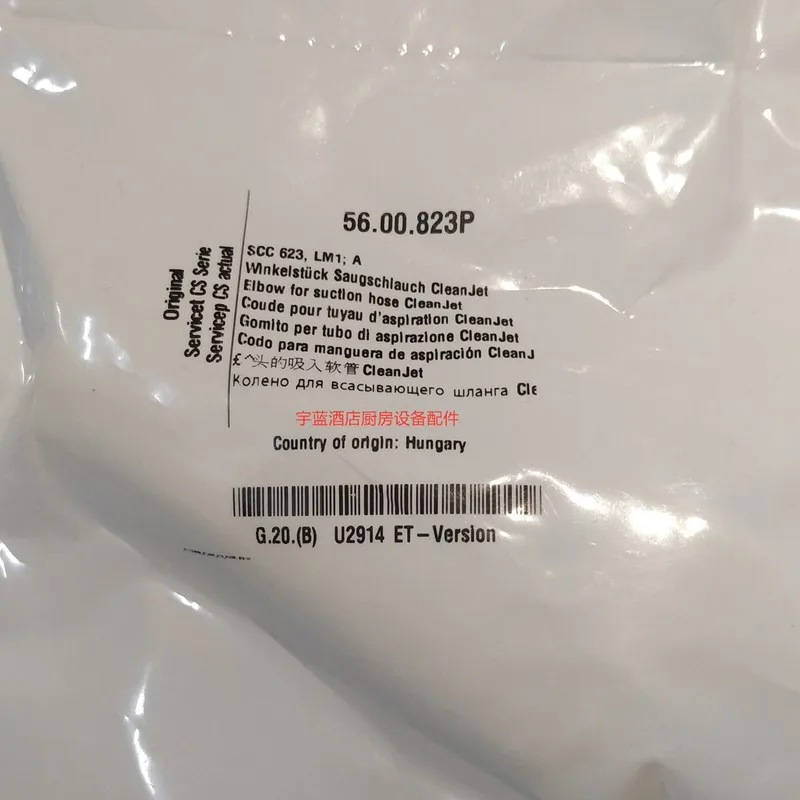 56.00.823P
Original
Servicet CS Serie
Servicep CS actual
SCC 623, LM1; A
Winkelstück Saugschlauch CleanJet
Elbow for suction hose CleanJet
Coude pour tuyau d'aspiration CleanJet
Gomito per tubo di aspirazione CleanJet
Codo para manguera de aspiración CleanJ
£^头的吸入软管 CleanJet
Колено для всасывающего шланга Cle
宇蓝酒店厨房设备配件
Country of origin: Hungary
G.20.(B) U2914 ET-Version